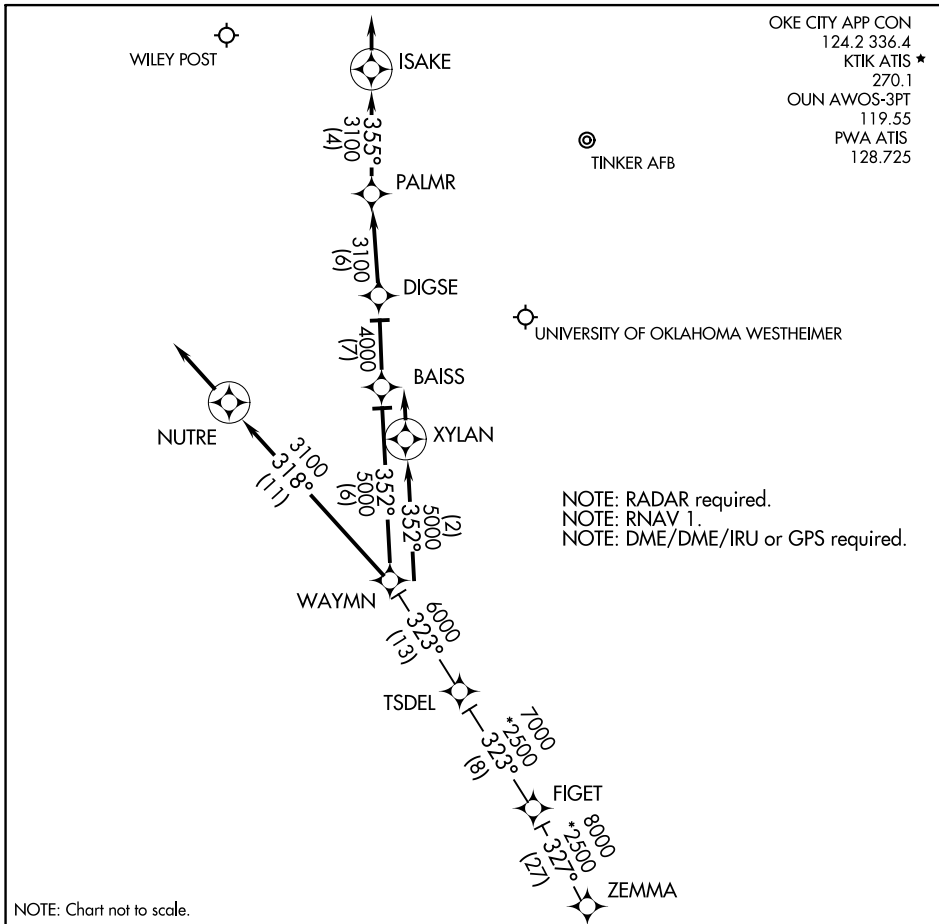 OKE CITY APP CON
124.2 336.4
KTIK ATIS ★
270.1
OUN AWOS-3PT
119.55
PWA ATIS
128.725
WILEY POST
ISAKE
355°
3100
(4)
TINKER AFB
PALMR
3100
(6)
DIGSE
UNIVERSITY OF OKLAHOMA WESTHEIMER
4000
(7)
BAISS
XYLAN
NUTRE
3100
318°
(11)
352°
5000
(6)
(2)
5000
352°
NOTE: RADAR required.
NOTE: RNAV 1.
NOTE: DME/DME/IRU or GPS required.
WAYMN
6000
323°
(13)
TSDEL
7000
*2500
323°
(8)
FIGET
8000
*2500
327°
(27)
ZEMMA
NOTE: Chart not to scale.